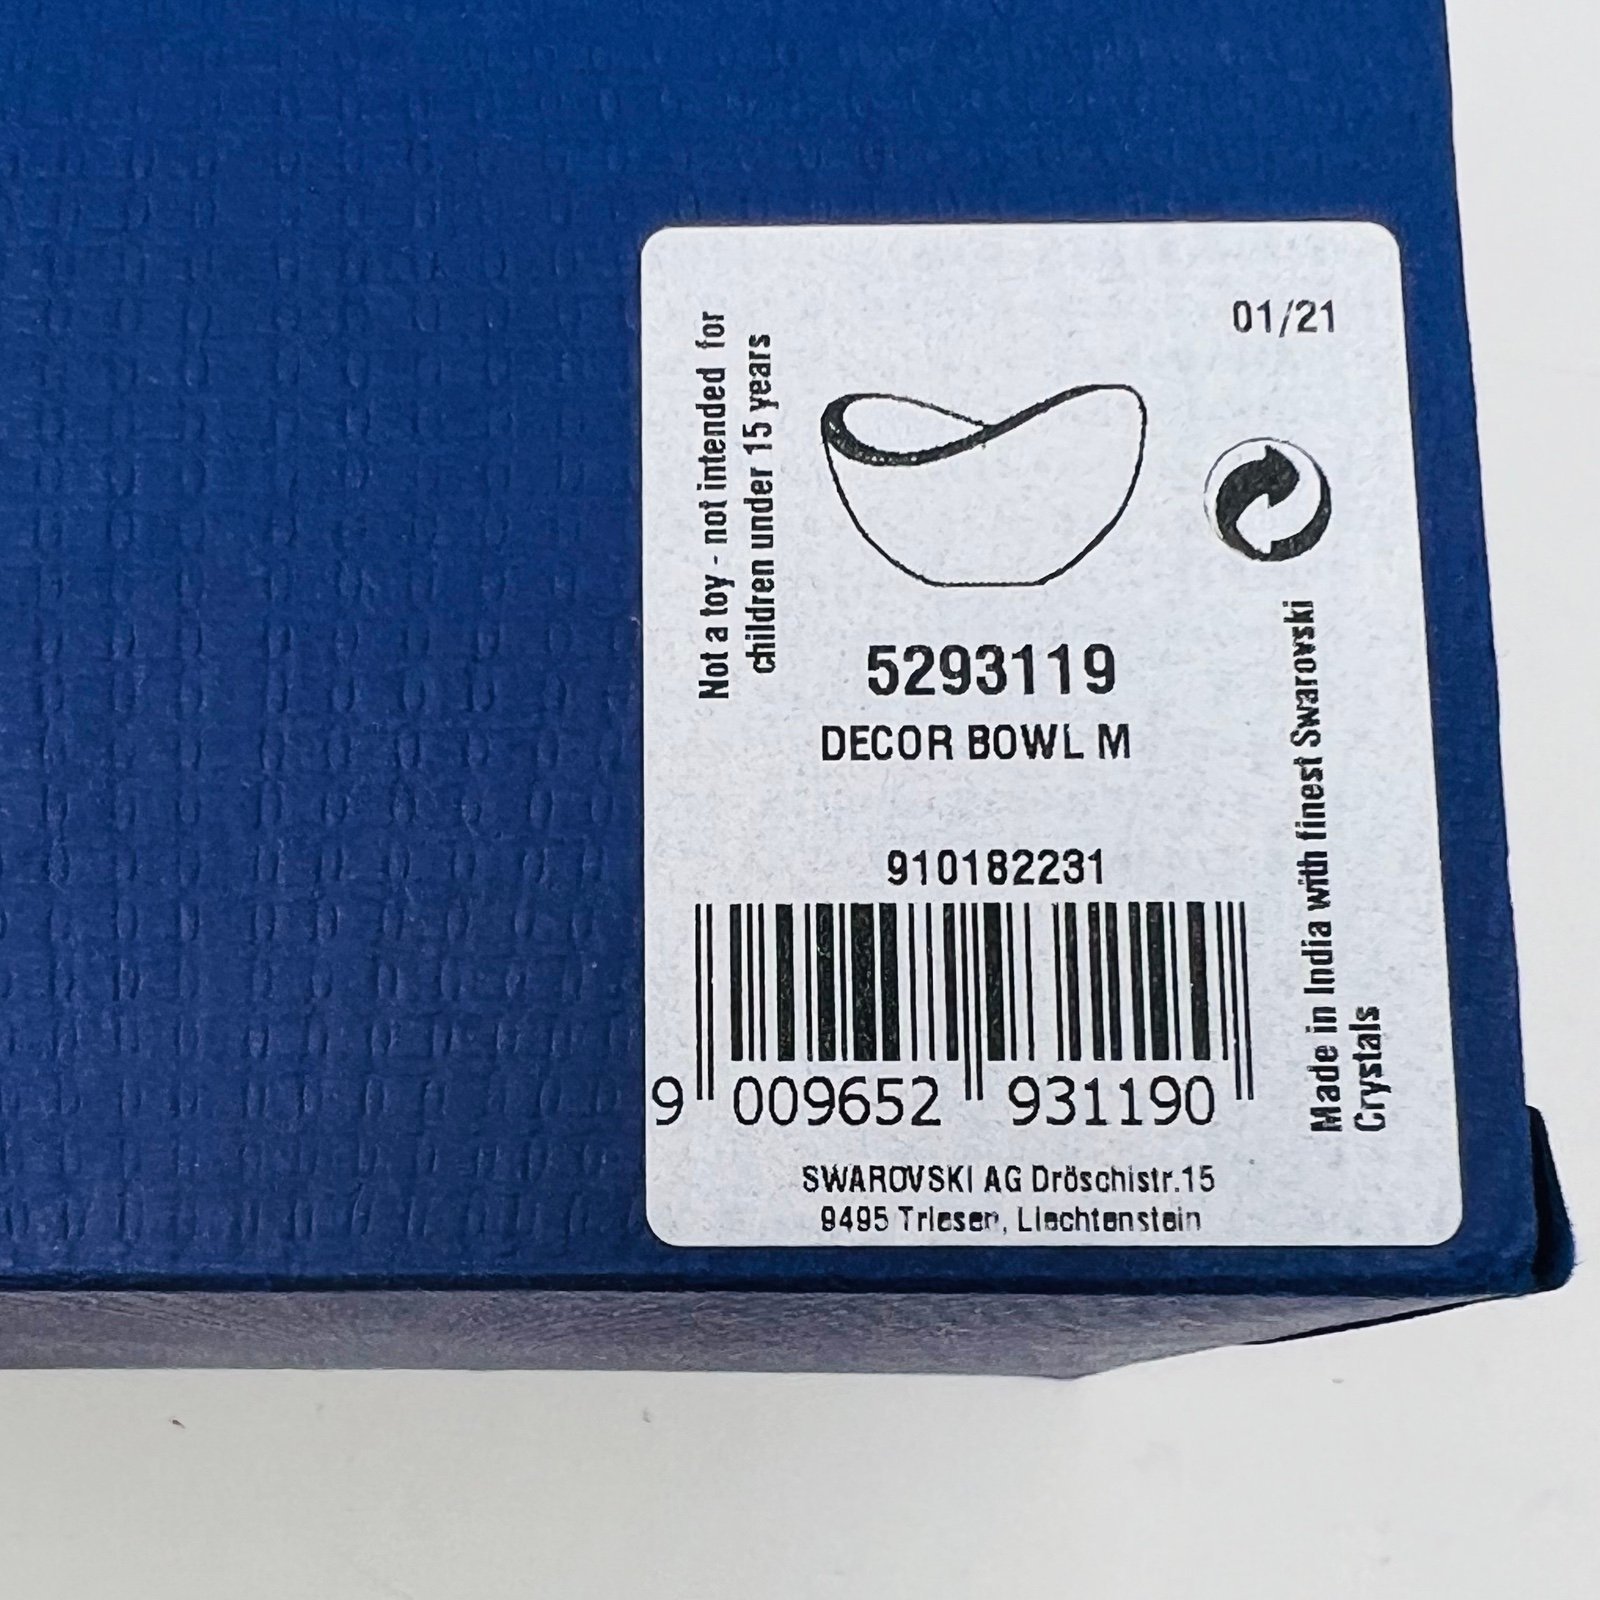 01/21
Not a toy - not intended for
children under 15 years
5293119
DECOR BOWL M
910182231
9 009652 931190
Made in India with finest Swarovski
Crystals
SWAROVSKI AG Dröschistr.15
9495 Triesen, Liechtenstein